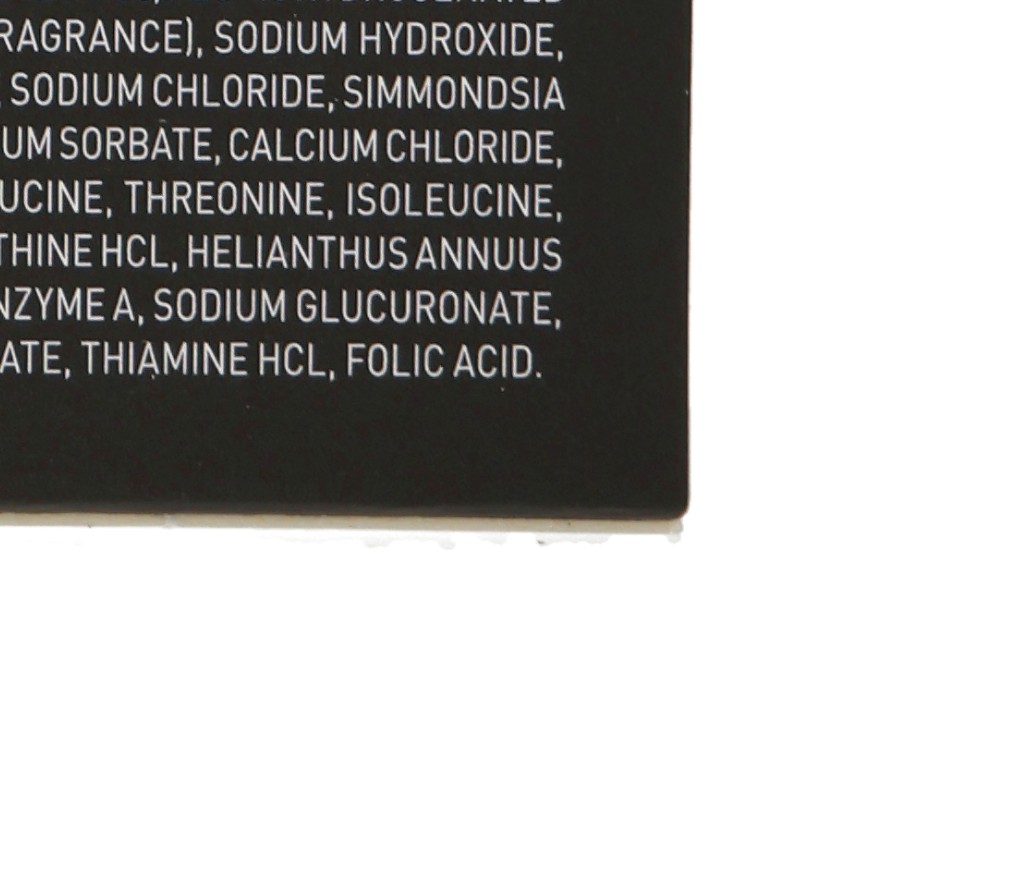 RAGRANCE), SODIUM HYDROXIDE,
, SODIUM CHLORIDE, SIMMONDSIA
UM SORBATE, CALCIUM CHLORIDE,
UCINE, THREONINE, ISOLEUCINE,
THINE HCL, HELIANTHUS ANNUUS
NZYME A, SODIUM GLUCURONATE,
ATE, THIAMINE HCL, FOLIC ACID.